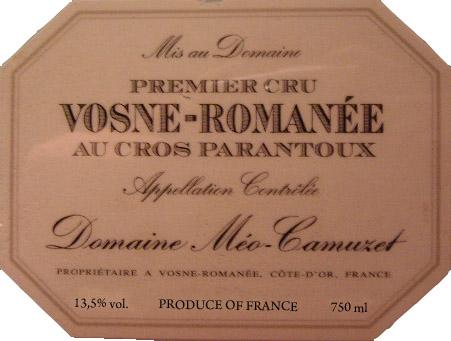 Mis au Domaine
PREMIER CRU
VOSNE-ROMANÉE
AU CROS PARANTOUX
Appellation Contrôlée
Domaine Méo-Camuzet
PROPRIÉTAIRE A VOSNE-ROMANÉE, CÔTE-D'OR, FRANCE
13,5% vol. PRODUCE OF FRANCE 750 ml